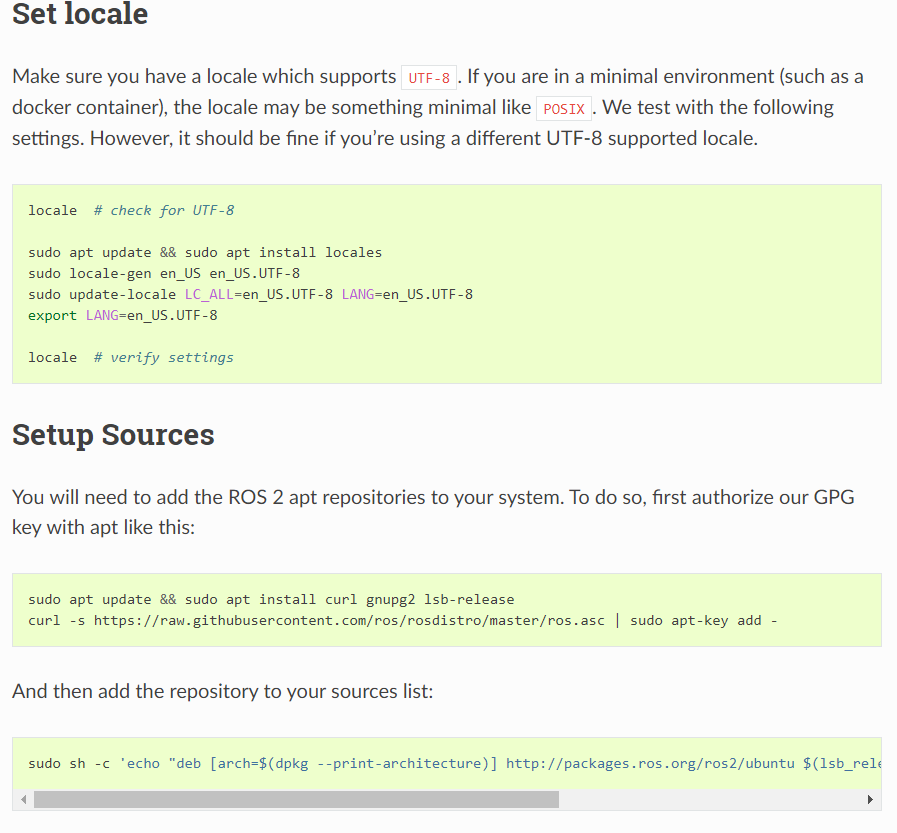 Set locale
Make sure you have a locale which supports UTF-8. If you are in a minimal environment (such as a
docker container), the locale may be something minimal like POSIX. We test with the following
settings. However, it should be fine if you’re using a different UTF-8 supported locale.
locale  # check for UTF-8
sudo apt update && sudo apt install locales
sudo locale-gen en_US en_US.UTF-8
sudo update-locale LC_ALL=en_US.UTF-8 LANG=en_US.UTF-8
export LANG=en_US.UTF-8
locale  # verify settings
Setup Sources
You will need to add the ROS 2 apt repositories to your system. To do so, first authorize our GPG
key with apt like this:
sudo apt update && sudo apt install curl gnupg2 lsb-release
curl -s https://raw.githubusercontent.com/ros/rosdistro/master/ros.asc | sudo apt-key add -
And then add the repository to your sources list:
sudo sh -c 'echo "deb [arch=$(dpkg --print-architecture)] http://packages.ros.org/ros2/ubuntu $(lsb_rele